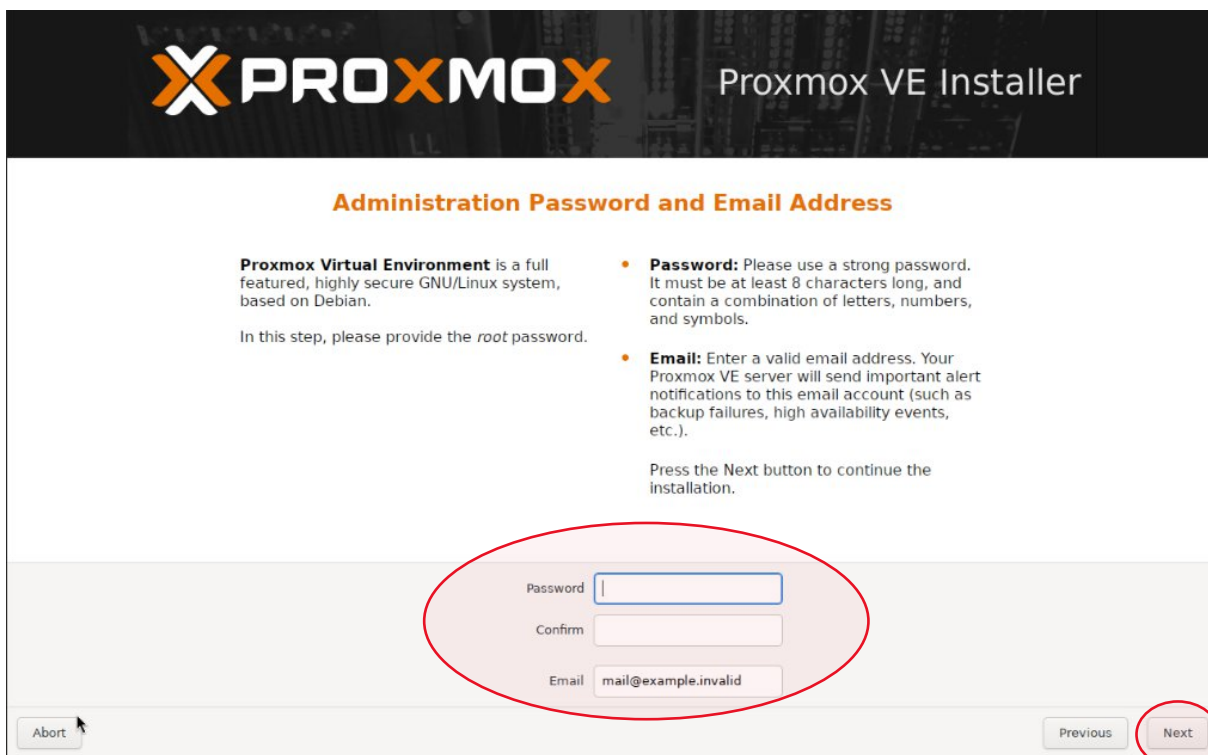 PROXMOX Proxmox VE Installer
Administration Password and Email Address
Proxmox Virtual Environment is a full
featured, highly secure GNU/Linux system,
based on Debian.
In this step, please provide the root password.
• Password: Please use a strong password.
It must be at least 8 characters long, and
contain a combination of letters, numbers,
and symbols.
• Email: Enter a valid email address. Your
Proxmox VE server will send important alert
notifications to this email account (such as
backup failures, high availability events,
etc.).
Press the Next button to continue the
installation.
Password
Confirm
Email mail@example.invalid
Abort Previous Next